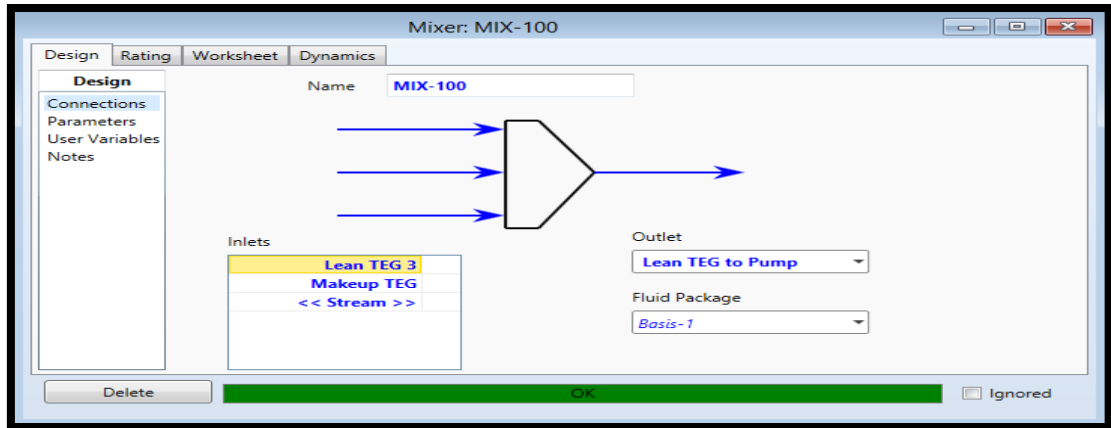 Mixer: MIX-100
Design Rating Worksheet Dynamics
Design
Connections
Parameters
User Variables
Notes
Name MIX-100
Inlets
Lean TEG 3
Makeup TEG
<< Stream >>
Outlet
Lean TEG to Pump
Fluid Package
Basis-1
Delete OK Ignored